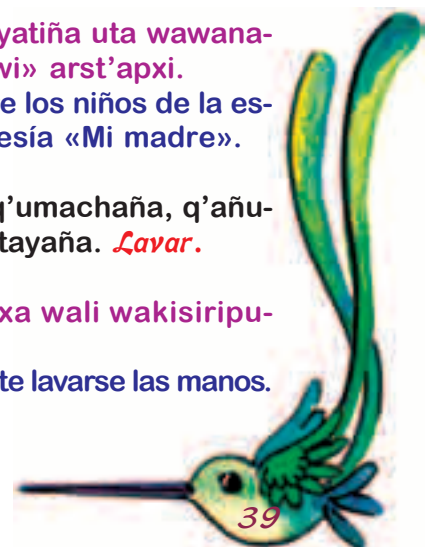 yatiña uta wawana-
wi» arst'apxi.
e los niños de la es-
esía «Mi madre».
q'umachaña, q'añu-
tayaña. Lavar.
xa wali wakisiripu-
te lavarse las manos.
39